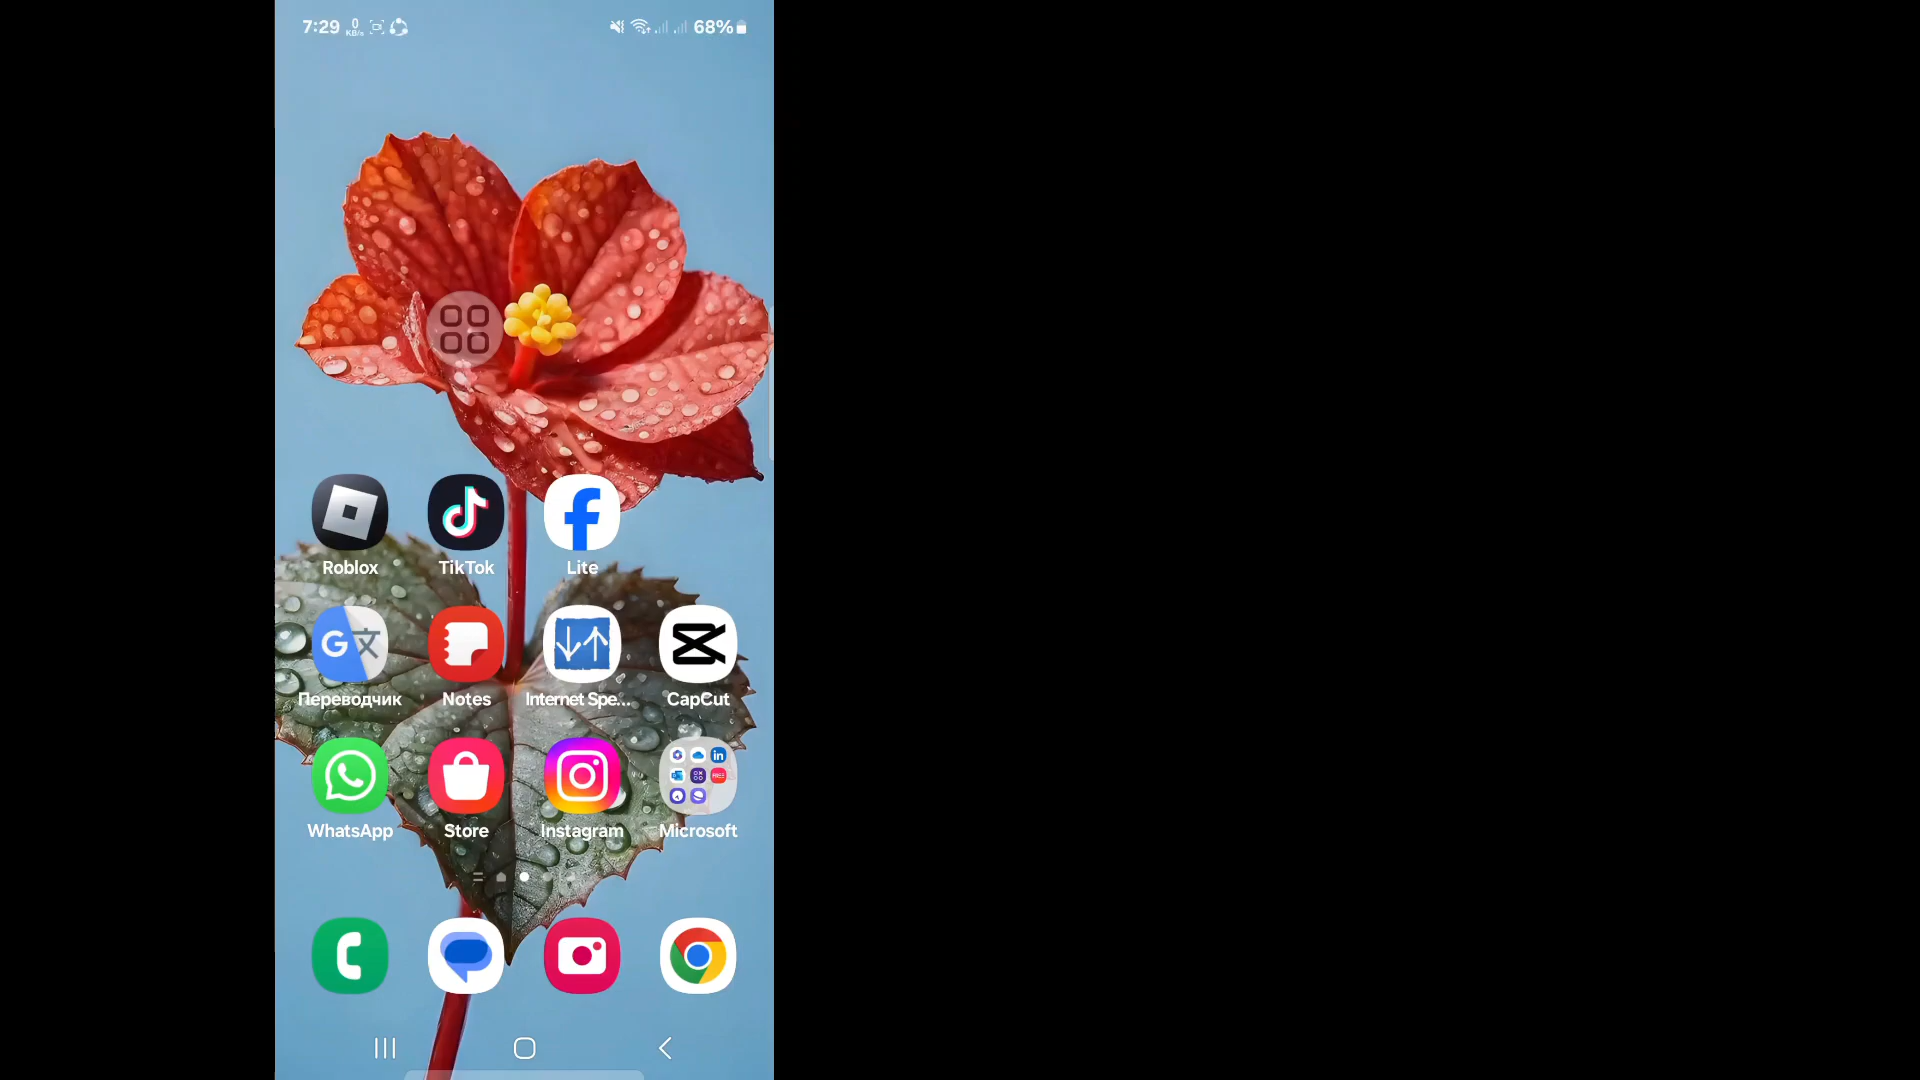 7:29 0 KB/s 68%
Roblox TikTok Lite
Переводчик Notes Internet Spe... CapCut
WhatsApp Store Instagram Microsoft